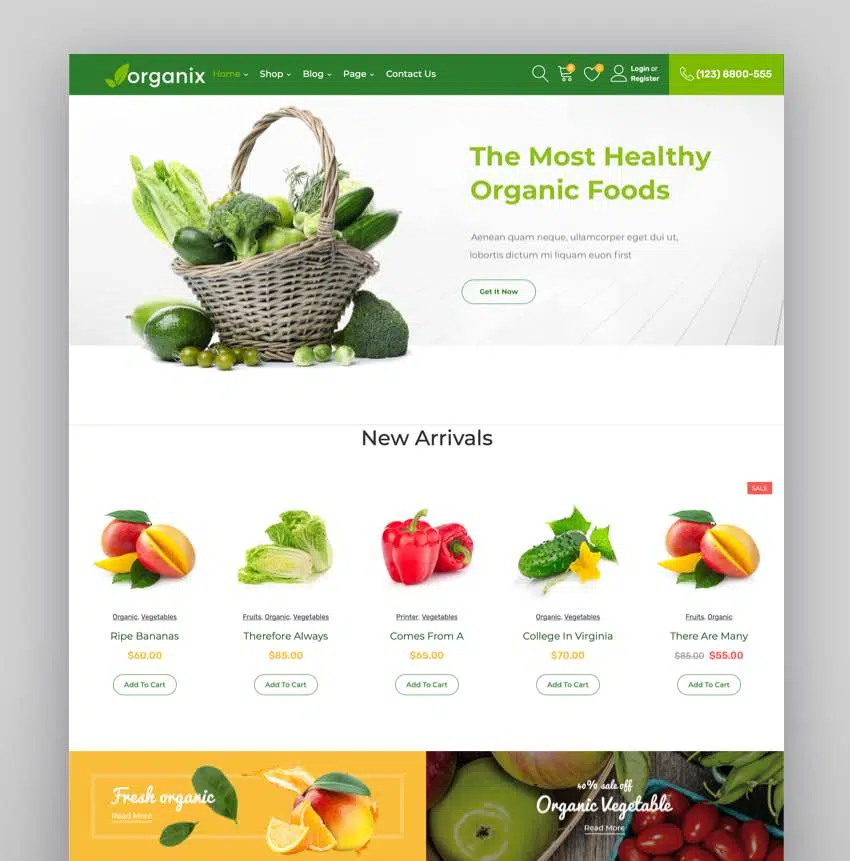 organix Home Shop Blog Page Contact Us 0 0 Login or (123) 8800-555
Register
The Most Healthy
Organic Foods
Aenean quam neque, ullamcorper eget dui ut,
lobortis dictum mi liquam euon first
Get It Now
New Arrivals
SALE
Organic, Vegetables
Ripe Bananas
$60.00
Add To Cart
Fruits, Organic, Vegetables
Therefore Always
$85.00
Add To Cart
Printer, Vegetables
Comes From A
$65.00
Add To Cart
Organic, Vegetables
College In Virginia
$70.00
Add To Cart
Fruits, Organic
There Are Many
$85.00 $55.00
Add To Cart
Fresh organic
Read More
40% sale off
Organic Vegetable
Read More